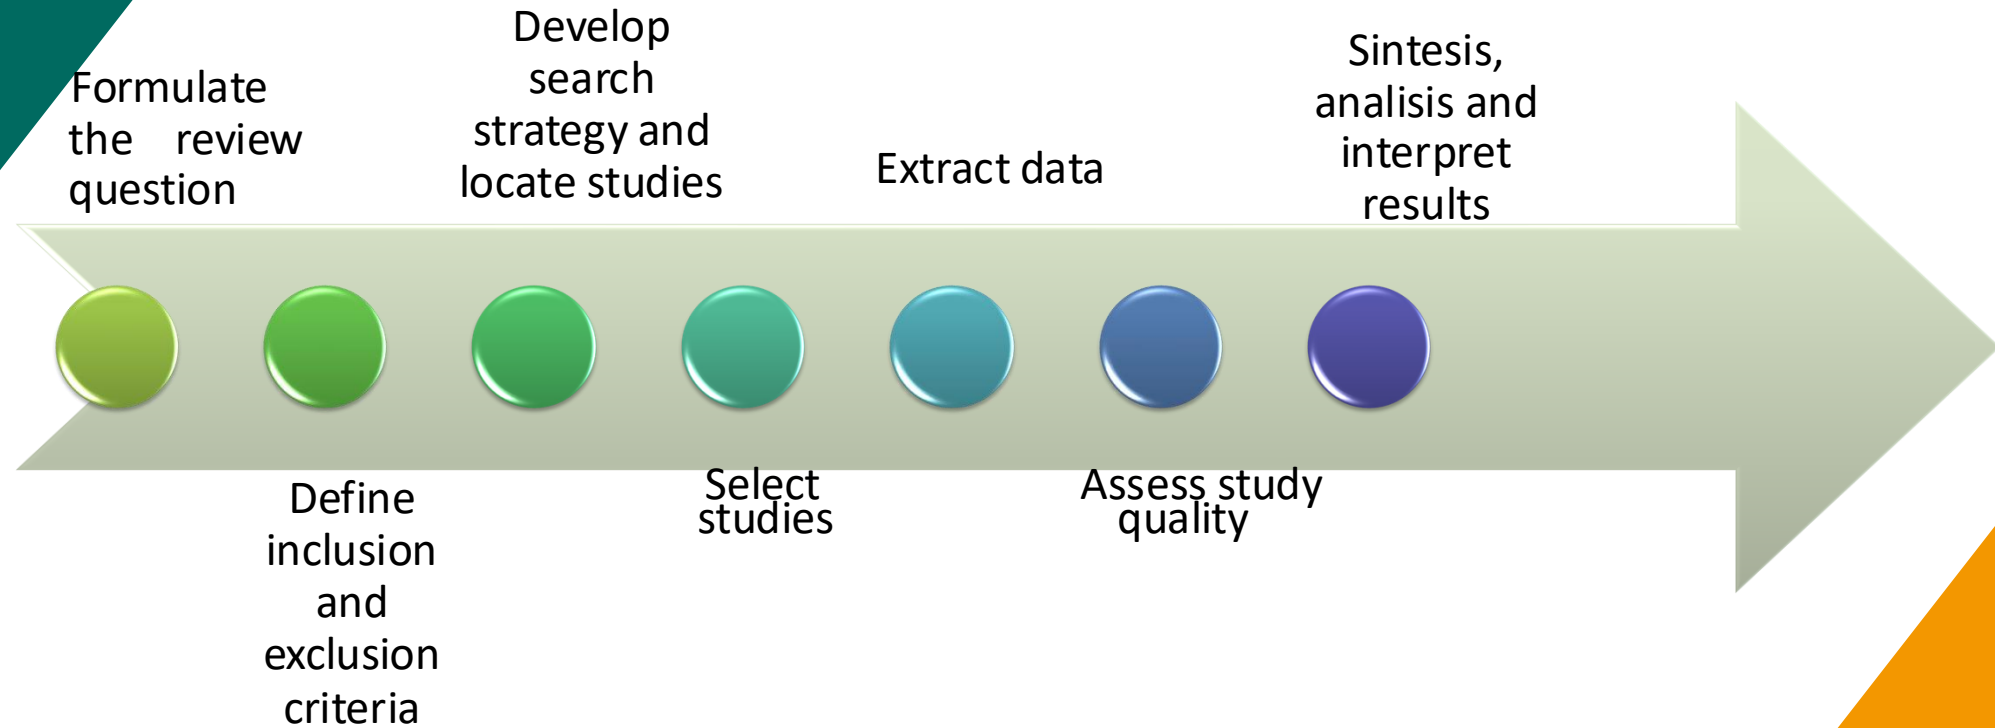 Formulate
the review
question
Define
inclusion
and
exclusion
criteria
Develop
search
strategy and
locate studies
Select
studies
Extract data
Assess study
quality
Sintesis,
analisis and
interpret
results